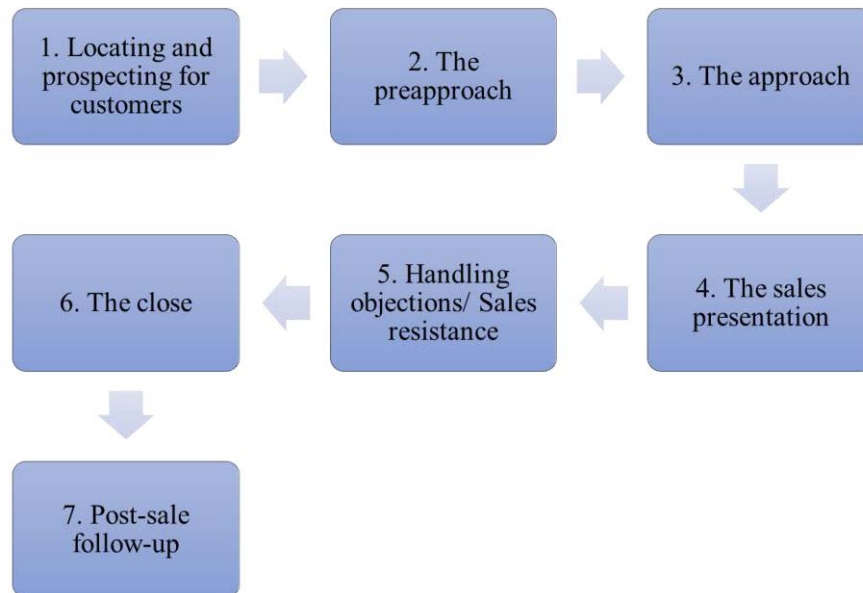 1. Locating and
prospecting for
customers
2. The
preapproach
3. The approach
4. The sales
presentation
5. Handling
objections/ Sales
resistance
6. The close
7. Post-sale
follow-up